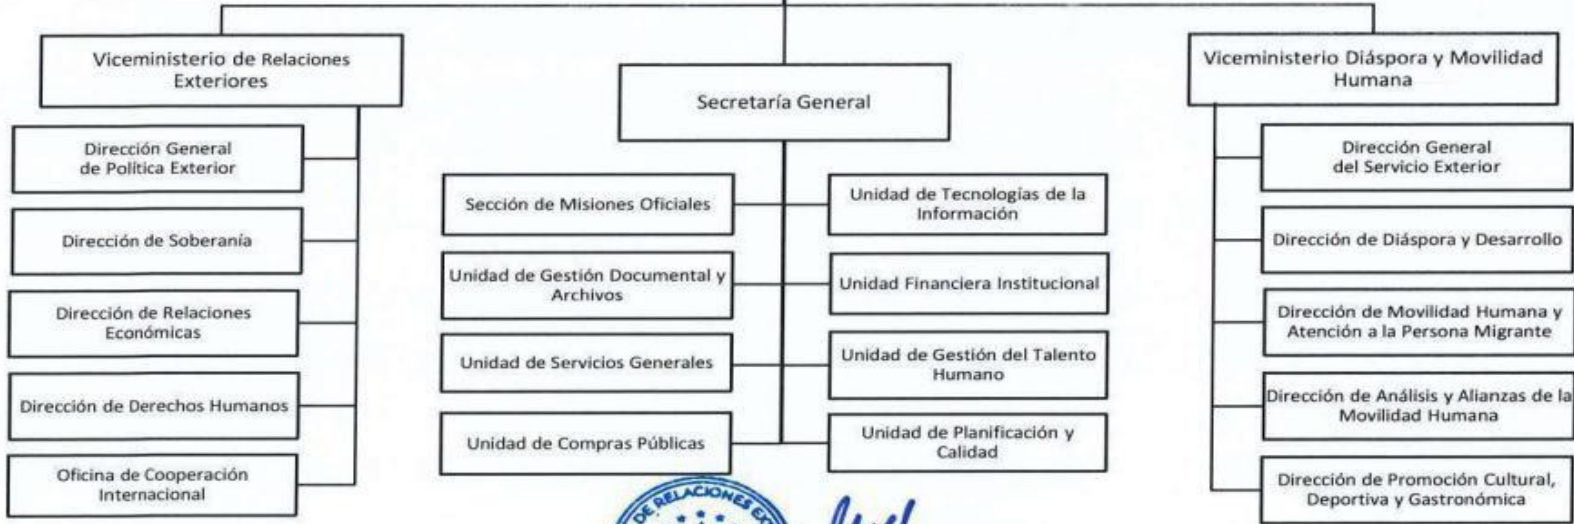 Viceministerio de Relaciones
Exteriores
Dirección General
de Política Exterior
Dirección de Soberanía
Dirección de Relaciones
Económicas
Dirección de Derechos Humanos
Oficina de Cooperación
Internacional
Secretaría General
Sección de Misiones Oficiales
Unidad de Gestión Documental y
Archivos
Unidad de Servicios Generales
Unidad de Compras Públicas
Unidad de Tecnologías de la
Información
Unidad Financiera Institucional
Unidad de Gestión del Talento
Humano
Unidad de Planificación y
Calidad
Viceministerio Diáspora y Movilidad
Humana
Dirección General
del Servicio Exterior
Dirección de Diáspora y Desarrollo
Dirección de Movilidad Humana y
Atención a la Persona Migrante
Dirección de Análisis y Alianzas de la
Movilidad Humana
Dirección de Promoción Cultural,
Deportiva y Gastronómica
DE RELACIONES